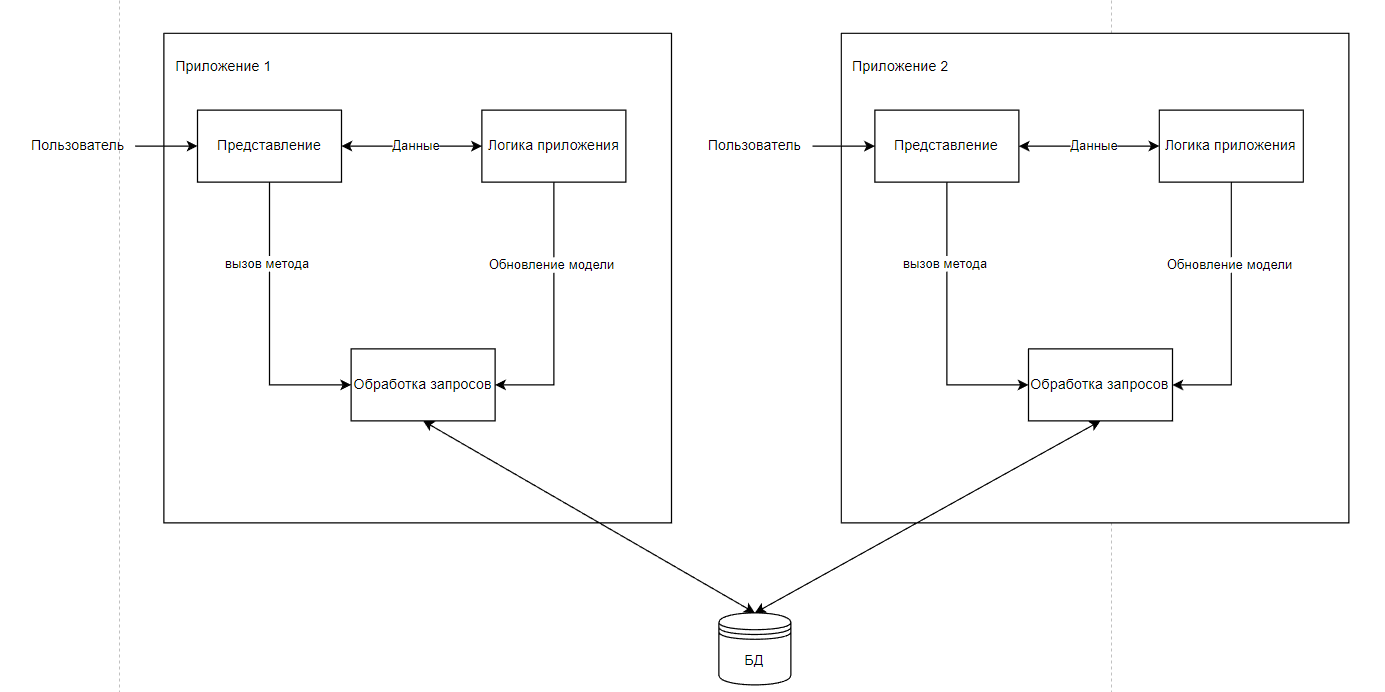 Приложение 1
Пользователь
Представление
Данные
Логика приложения
вызов метода
Обновление модели
Обработка запросов
Приложение 2
Пользователь
Представление
Данные
Логика приложения
вызов метода
Обновление модели
Обработка запросов
БД